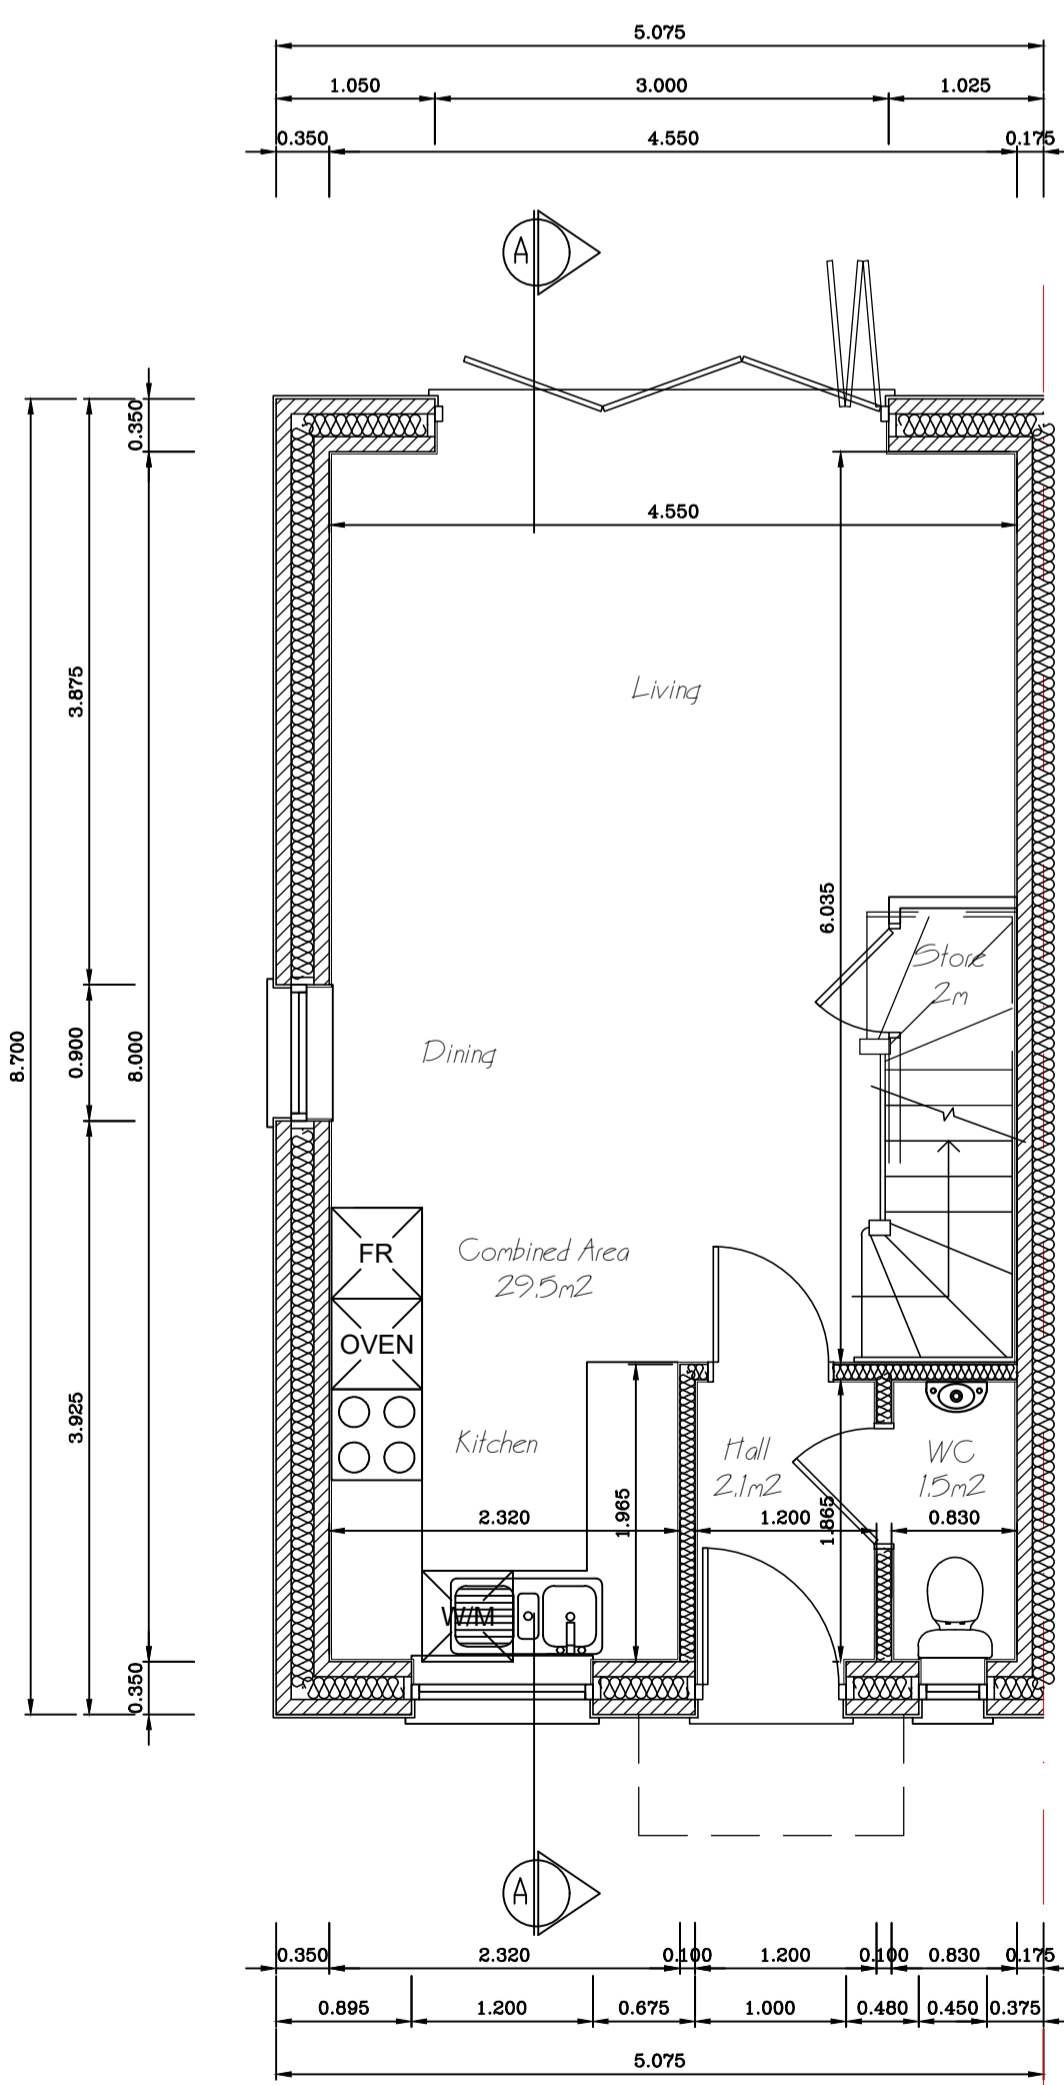 5.075
1.050 3.000 1.025
0.350 4.550 0.175
A
0.350
4.550
3.875
Living
6.035
Store
2m
8.700
0.900
8.000
Dining
FR
Combined Area
29.5m2
OVEN
3.925
Kitchen
Hall
2.1m2
WC
1.5m2
1.965
1.865
2.320 1.200 0.830
W/M
0.350
A
0.350 2.320 0.100 1.200 0.100 0.830 0.175
0.895 1.200 0.675 1.000 0.480 0.450 0.375
5.075